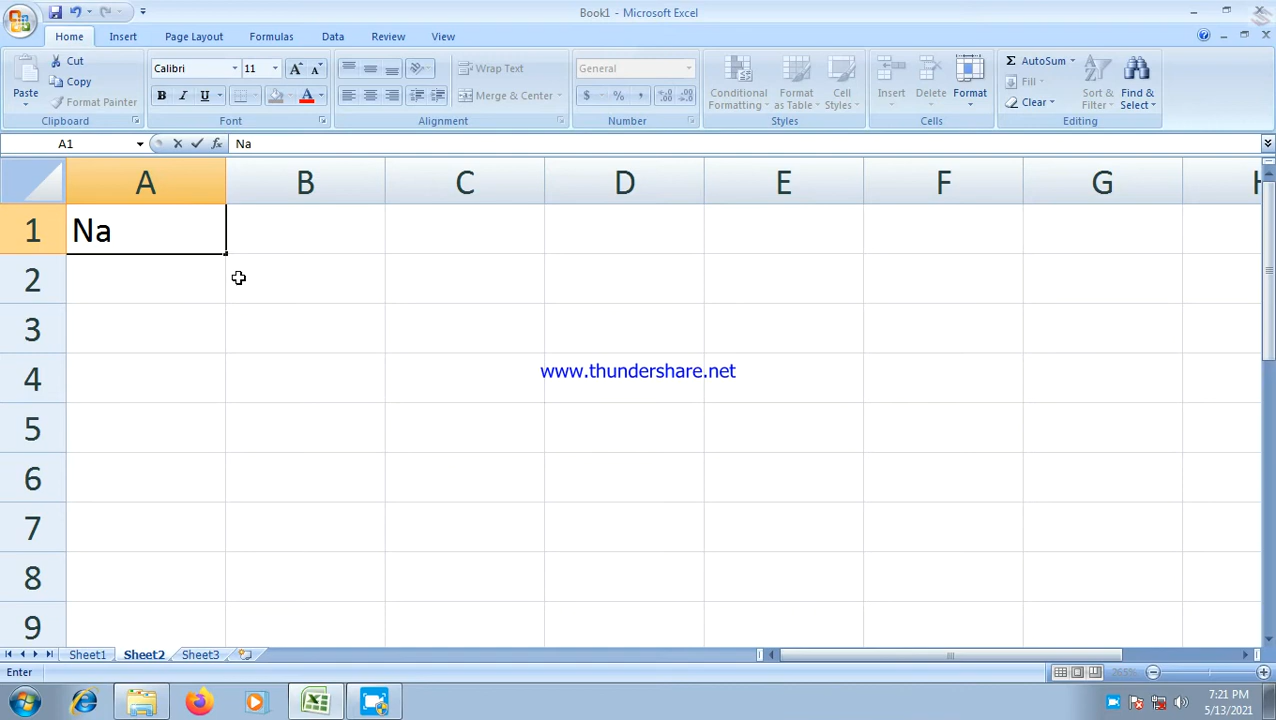 Book1 - Microsoft Excel
Home Insert Page Layout Formulas Data Review View
Paste
Cut
Copy
Format Painter
Clipboard
Calibri 11
B I U
Font
Wrap Text
Merge & Center
Alignment
General
$ % ,
Number
Conditional Formatting
Format as Table
Cell Styles
Styles
Insert
Delete
Format
Cells
Σ AutoSum
Fill
Clear
Sort & Filter
Find & Select
Editing
A1 fx Na
A B C D E F G H
1 Na
2
3
4
www.thundershare.net
5
6
7
8
9
Sheet1 Sheet2 Sheet3
Enter
7:21 PM
5/13/2021